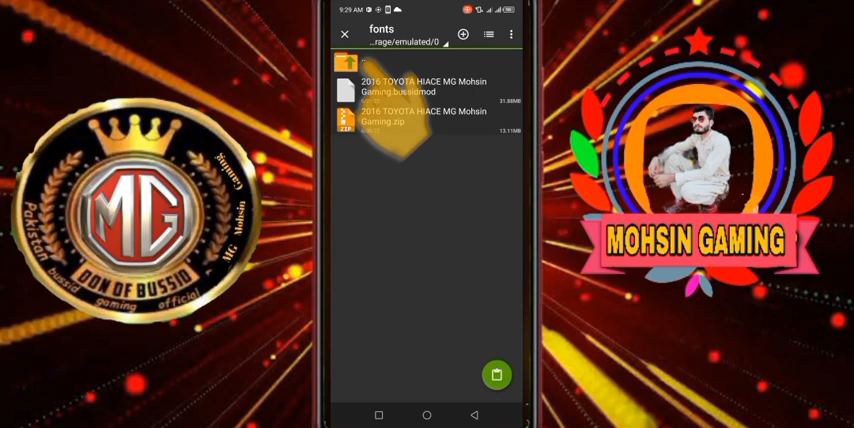 9:29 AM
fonts
...rage/emulated/0
..
2016 TOYOTA HIACE MG Mohsin
Gaming.bussidmod
31.88MB
2016 TOYOTA HIACE MG Mohsin
Gaming.zip
ZIP
13.11MB
MG
DON OF BUSSID
Pakistan bussid gaming official
MG Mohsin Gaming
MOHSIN GAMING